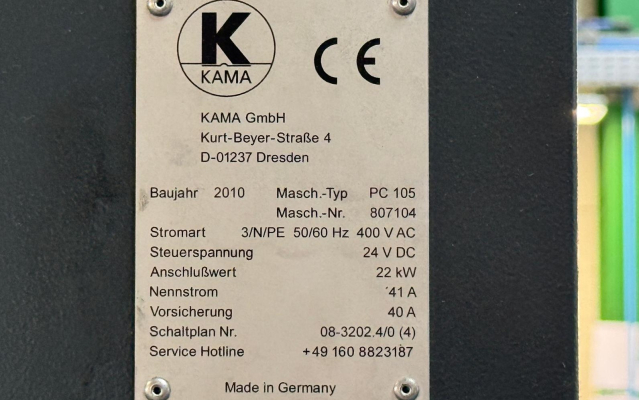 K
KAMA
CE
KAMA GmbH
Kurt-Beyer-Straße 4
D-01237 Dresden
Baujahr 2010 Masch.-Typ PC 105
Masch.-Nr. 807104
Stromart 3/N/PE 50/60 Hz 400 V AC
Steuerspannung 24 V DC
Anschlußwert 22 kW
Nennstrom 41 A
Vorsicherung 40 A
Schaltplan Nr. 08-3202.4/0 (4)
Service Hotline +49 160 8823187
Made in Germany